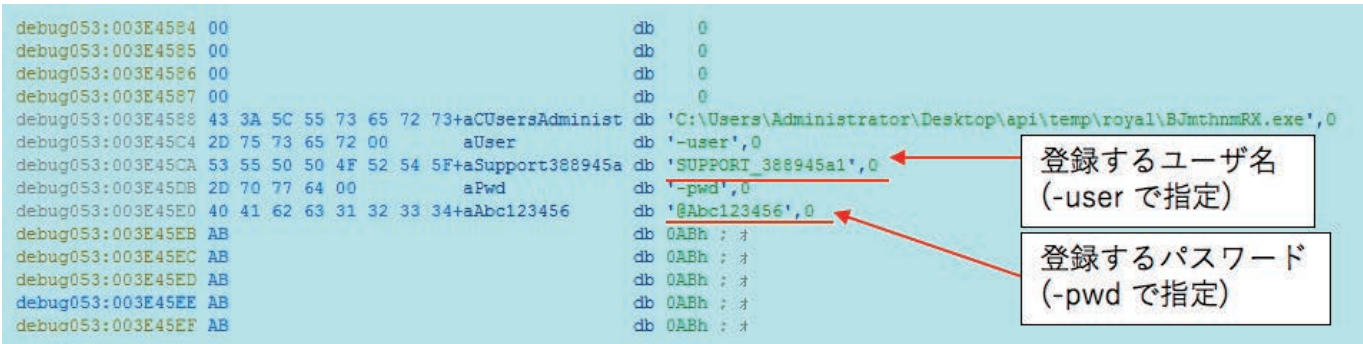 debug053:003E4584 00 db 0
debug053:003E4585 00 db 0
debug053:003E4586 00 db 0
debug053:003E4587 00 db 0
debug053:003E4588 43 3A 5C 55 73 65 72 73+aCUsersAdminist db 'C:\Users\Administrator\Desktop\api\temp\royal\BJmthnmRX.exe',0
debug053:003E45C4 2D 75 73 65 72 00 aUser db '-user',0
debug053:003E45CA 53 55 50 50 4F 52 54 5F+aSupport388945a db 'SUPPORT_388945a1',0
debug053:003E45DB 2D 70 77 64 00 aPwd db '-pwd',0
debug053:003E45E0 40 41 62 63 31 32 33 34+aAbc123456 db '@Abc123456',0
debug053:003E45EB AB db 0ABh ; ォ
debug053:003E45EC AB db 0ABh ; ォ
debug053:003E45ED AB db 0ABh ; ォ
debug053:003E45EE AB db 0ABh ; ォ
debug053:003E45EF AB db 0ABh ; ォ
登録するユーザ名
(-user で指定)
登録するパスワード
(-pwd で指定)